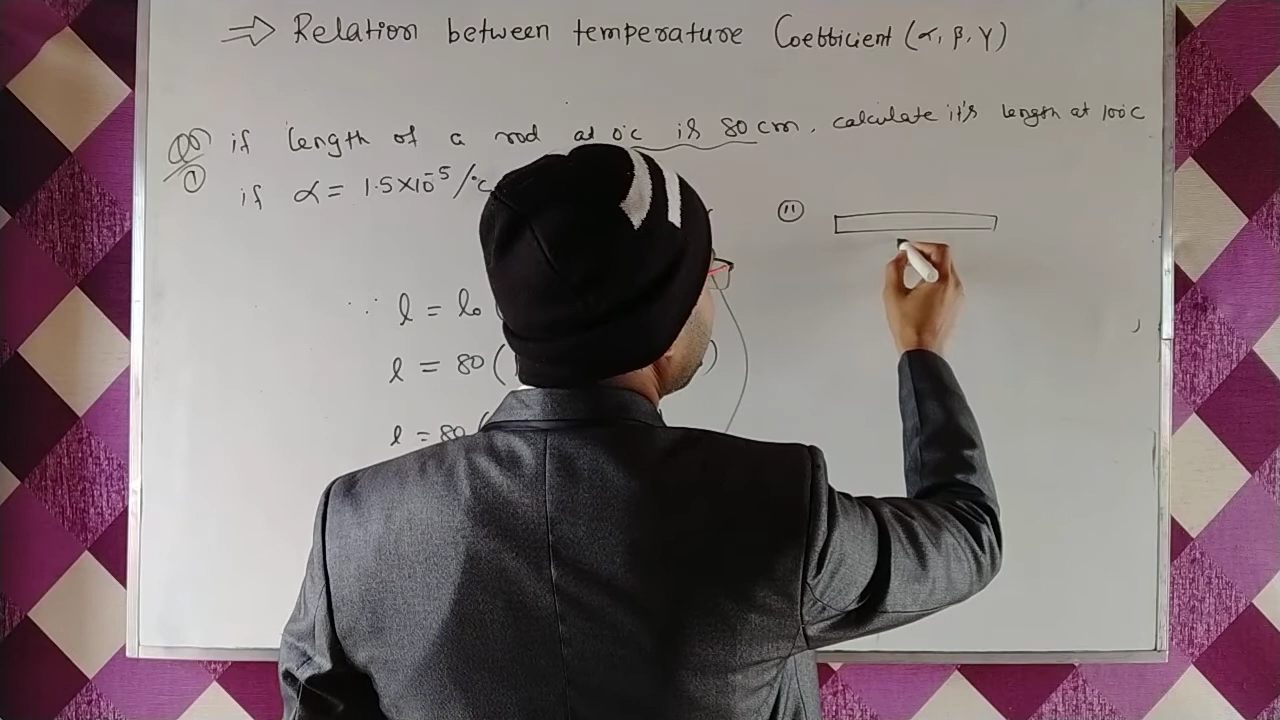 ⇒ Relation between temperature Coefficient (α, β, γ)
Qn 1 if length of a rod at 0°c is 80 cm, calculate it's length at 100°C
if α = 1.5×10⁻⁵/°c
(ii)
∵ l = l₀
l = 80 ( )
l = 80 (